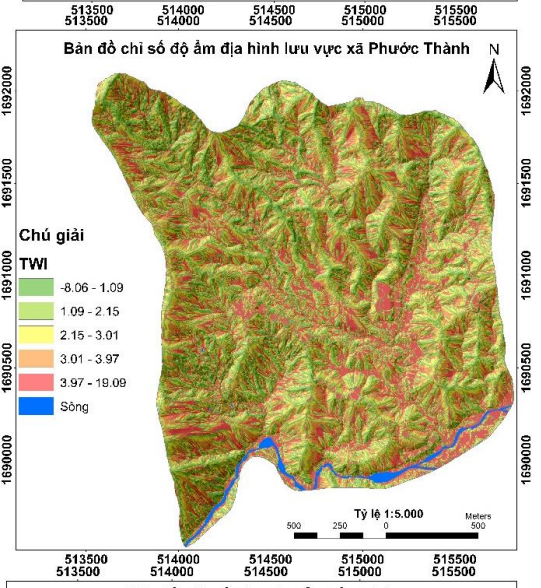 513500 514000 514500 515000 515500
513500 514000 514500 515000 515500
Bản đồ chỉ số độ ẩm địa hình lưu vực xã Phước Thành
N
1692000
1692000
1691500
1691500
Chú giải
TWI
-8.06 - 1.09
1.09 - 2.15
2.15 - 3.01
3.01 - 3.97
3.97 - 19.09
Sông
1691000
1691000
1690500
1690500
1690000
1690000
Tỷ lệ 1:5.000
Meters
500 250 0 500
513500 514000 514500 515000 515500
513500 514000 514500 515000 515500